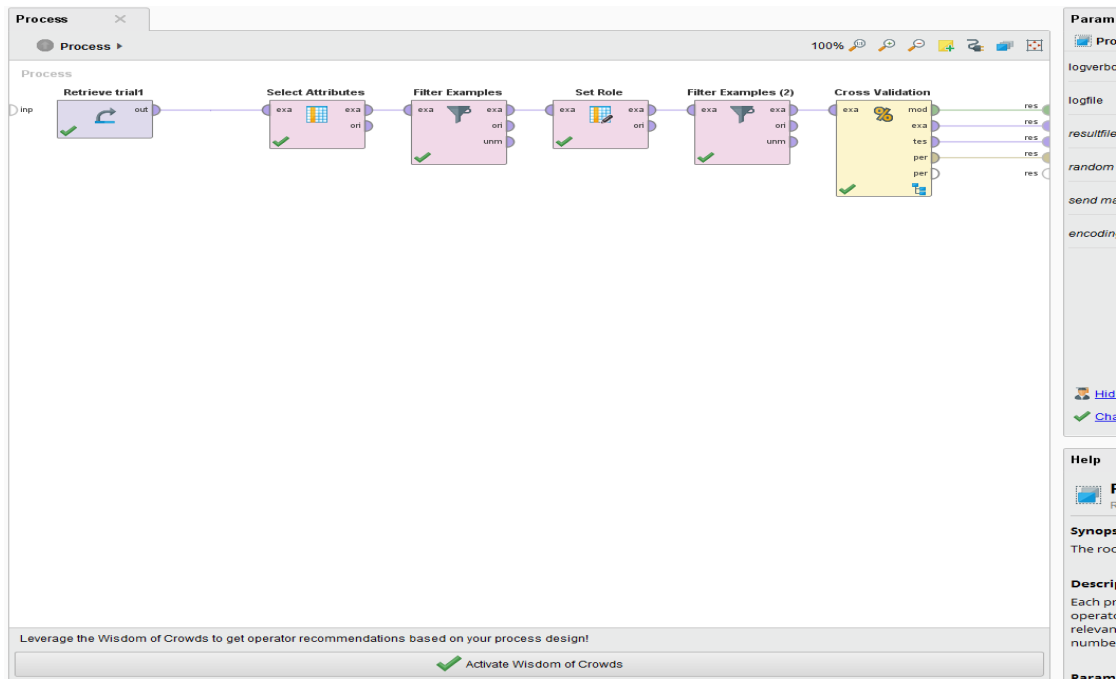 Process
Param
Process
100%
Pro
Process
logverbo
inp
Retrieve trial1
out
Select Attributes
exa
exa
ori
Filter Examples
exa
exa
ori
unm
Set Role
exa
exa
ori
Filter Examples (2)
exa
exa
ori
unm
Cross Validation
exa
mod
exa
tes
per
per
res
res
res
res
res
logfile
resultfile
random
send ma
encoding
Hid
Cha
Help
P
R
Synops
The roo
Descrip
Each pr
operato
relevan
numbe
Param
Leverage the Wisdom of Crowds to get operator recommendations based on your process design!
Activate Wisdom of Crowds